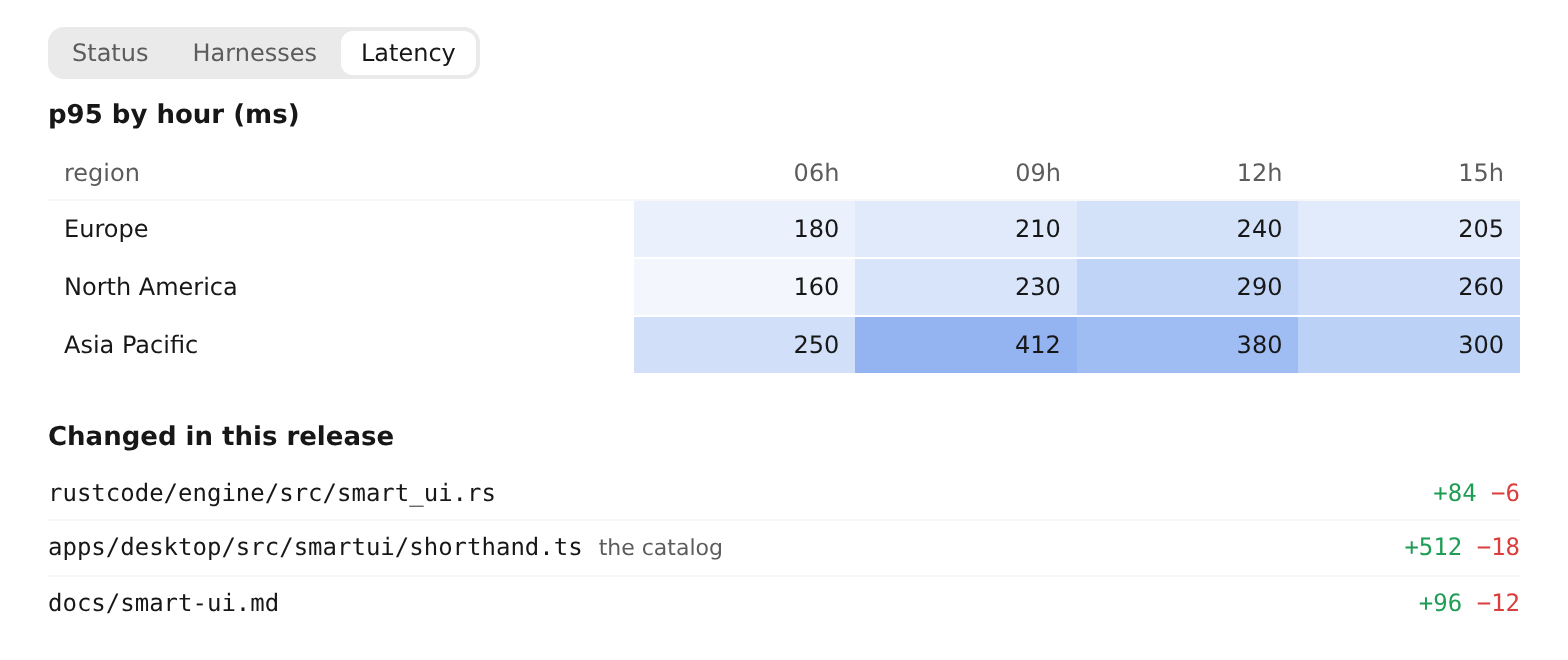 Status Harnesses Latency
p95 by hour (ms)
region 06h 09h 12h 15h
Europe 180 210 240 205
North America 160 230 290 260
Asia Pacific 250 412 380 300
Changed in this release
rustcode/engine/src/smart_ui.rs +84 −6
apps/desktop/src/smartui/shorthand.ts the catalog +512 −18
docs/smart-ui.md +96 −12